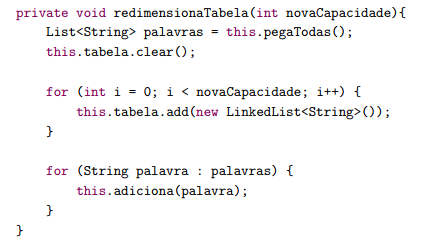 private void redimensionaTabela(int novaCapacidade){
    List<String> palavras = this.pegaTodas();
    this.tabela.clear();

    for (int i = 0; i < novaCapacidade; i++) {
        this.tabela.add(new LinkedList<String>());
    }

    for (String palavra : palavras) {
        this.adiciona(palavra);
    }
}